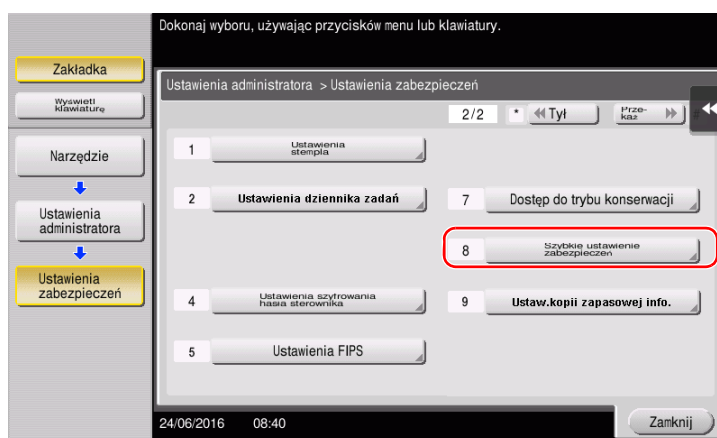 Dokonaj wyboru, używając przycisków menu lub klawiatury.
Zakładka
Wyświetl
klawiaturę
Narzędzie
Ustawienia
administratora
Ustawienia
zabezpieczeń
Ustawienia administratora > Ustawienia zabezpieczeń
2/2 * Tył Prze-
kaz
1 Ustawienia
stempla
2 Ustawienia dziennika zadań
7 Dostęp do trybu konserwacji
8 Szybkie ustawienie
zabezpieczeń
4 Ustawienia szyfrowania
hasła sterownika
9 Ustaw.kopii zapasowej info.
5 Ustawienia FIPS
24/06/2016 08:40
Zamknij